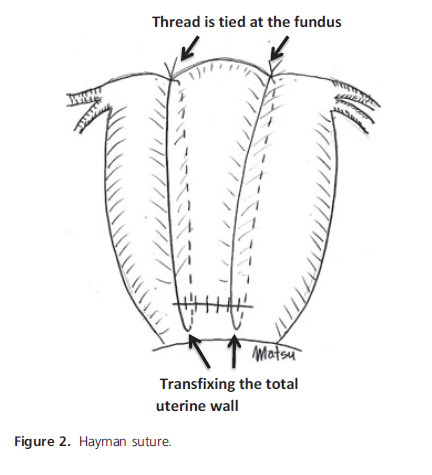 Thread is tied at the fundus
Matsu
Transfixing the total
uterine wall
Figure 2. Hayman suture.